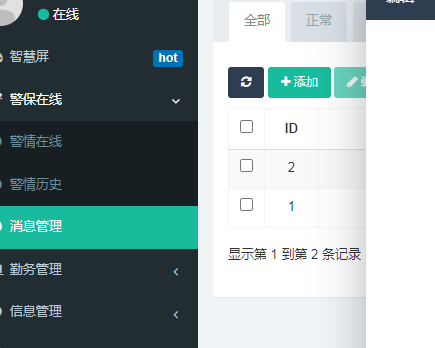 在线
智慧屏 hot
警保在线
警情在线
警情历史
消息管理
勤务管理
信息管理
全部 正常
添加
ID
2
1
显示第 1 到第 2 条记录